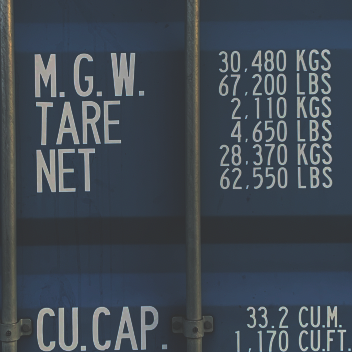 M.G.W. 30,480 KGS
67,200 LBS
TARE 2,110 KGS
4,650 LBS
NET 28.370 KGS
62,550 LBS
CU.CAP. 33.2 CU.M.
1,170 CU.FT.